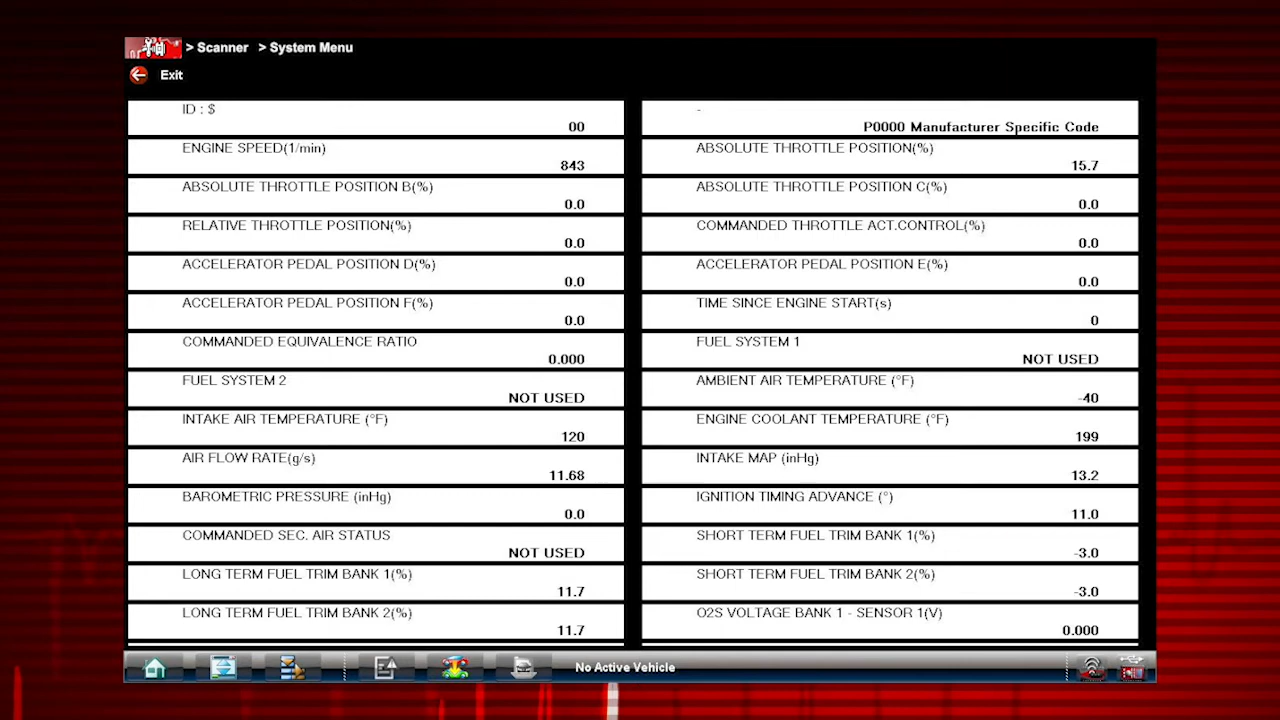 > Scanner > System Menu
Exit
ID : $
00
-
P0000 Manufacturer Specific Code
ENGINE SPEED(1/min)
843
ABSOLUTE THROTTLE POSITION(%)
15.7
ABSOLUTE THROTTLE POSITION B(%)
0.0
ABSOLUTE THROTTLE POSITION C(%)
0.0
RELATIVE THROTTLE POSITION(%)
0.0
COMMANDED THROTTLE ACT.CONTROL(%)
0.0
ACCELERATOR PEDAL POSITION D(%)
0.0
ACCELERATOR PEDAL POSITION E(%)
0.0
ACCELERATOR PEDAL POSITION F(%)
0.0
TIME SINCE ENGINE START(s)
0
COMMANDED EQUIVALENCE RATIO
0.000
FUEL SYSTEM 1
NOT USED
FUEL SYSTEM 2
NOT USED
AMBIENT AIR TEMPERATURE (°F)
-40
INTAKE AIR TEMPERATURE (°F)
120
ENGINE COOLANT TEMPERATURE (°F)
199
AIR FLOW RATE(g/s)
11.68
INTAKE MAP (inHg)
13.2
BAROMETRIC PRESSURE (inHg)
0.0
IGNITION TIMING ADVANCE (°)
11.0
COMMANDED SEC. AIR STATUS
NOT USED
SHORT TERM FUEL TRIM BANK 1(%)
-3.0
LONG TERM FUEL TRIM BANK 1(%)
11.7
SHORT TERM FUEL TRIM BANK 2(%)
-3.0
LONG TERM FUEL TRIM BANK 2(%)
11.7
O2S VOLTAGE BANK 1 - SENSOR 1(V)
0.000
No Active Vehicle